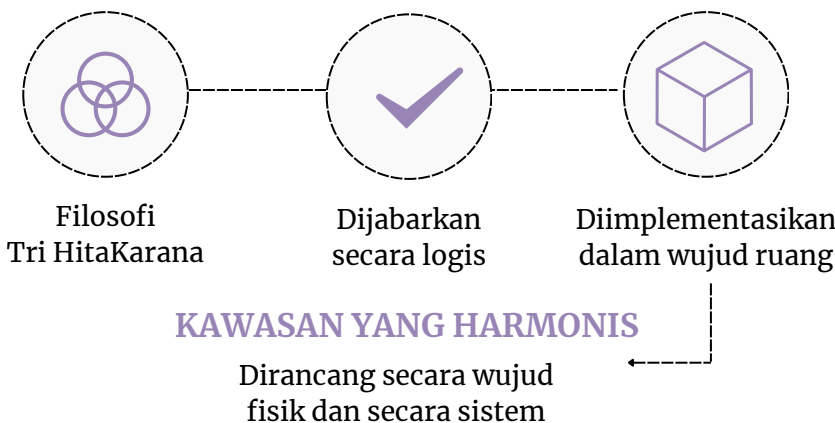 Filosofi
Tri HitaKarana
Dijabarkan
secara logis
Diimplementasikan
dalam wujud ruang
KAWASAN YANG HARMONIS
Dirancang secara wujud
fisik dan secara sistem